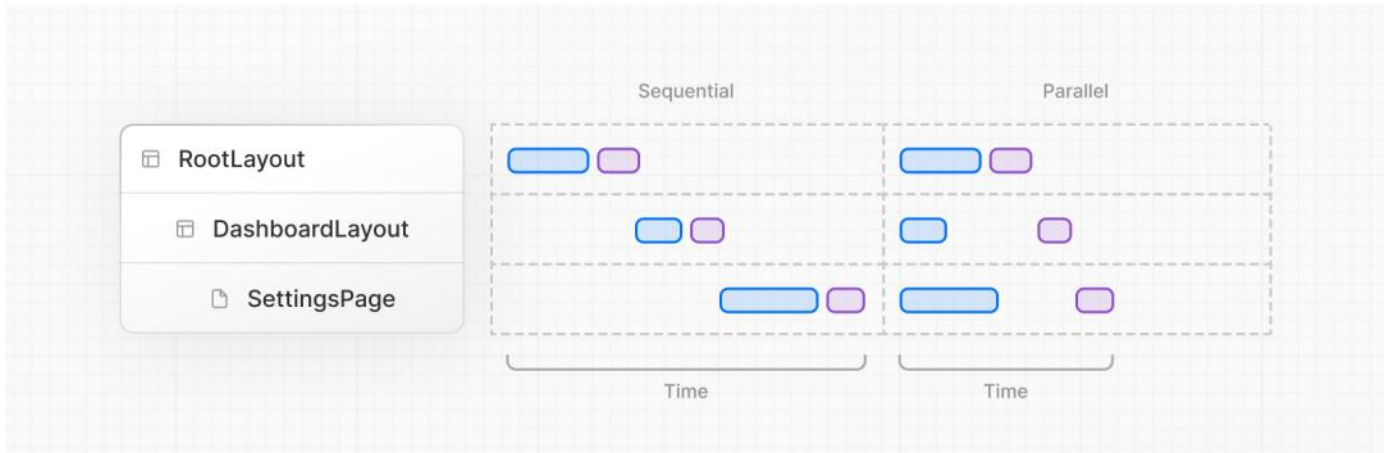 Sequential
Parallel
RootLayout
DashboardLayout
SettingsPage
Time
Time